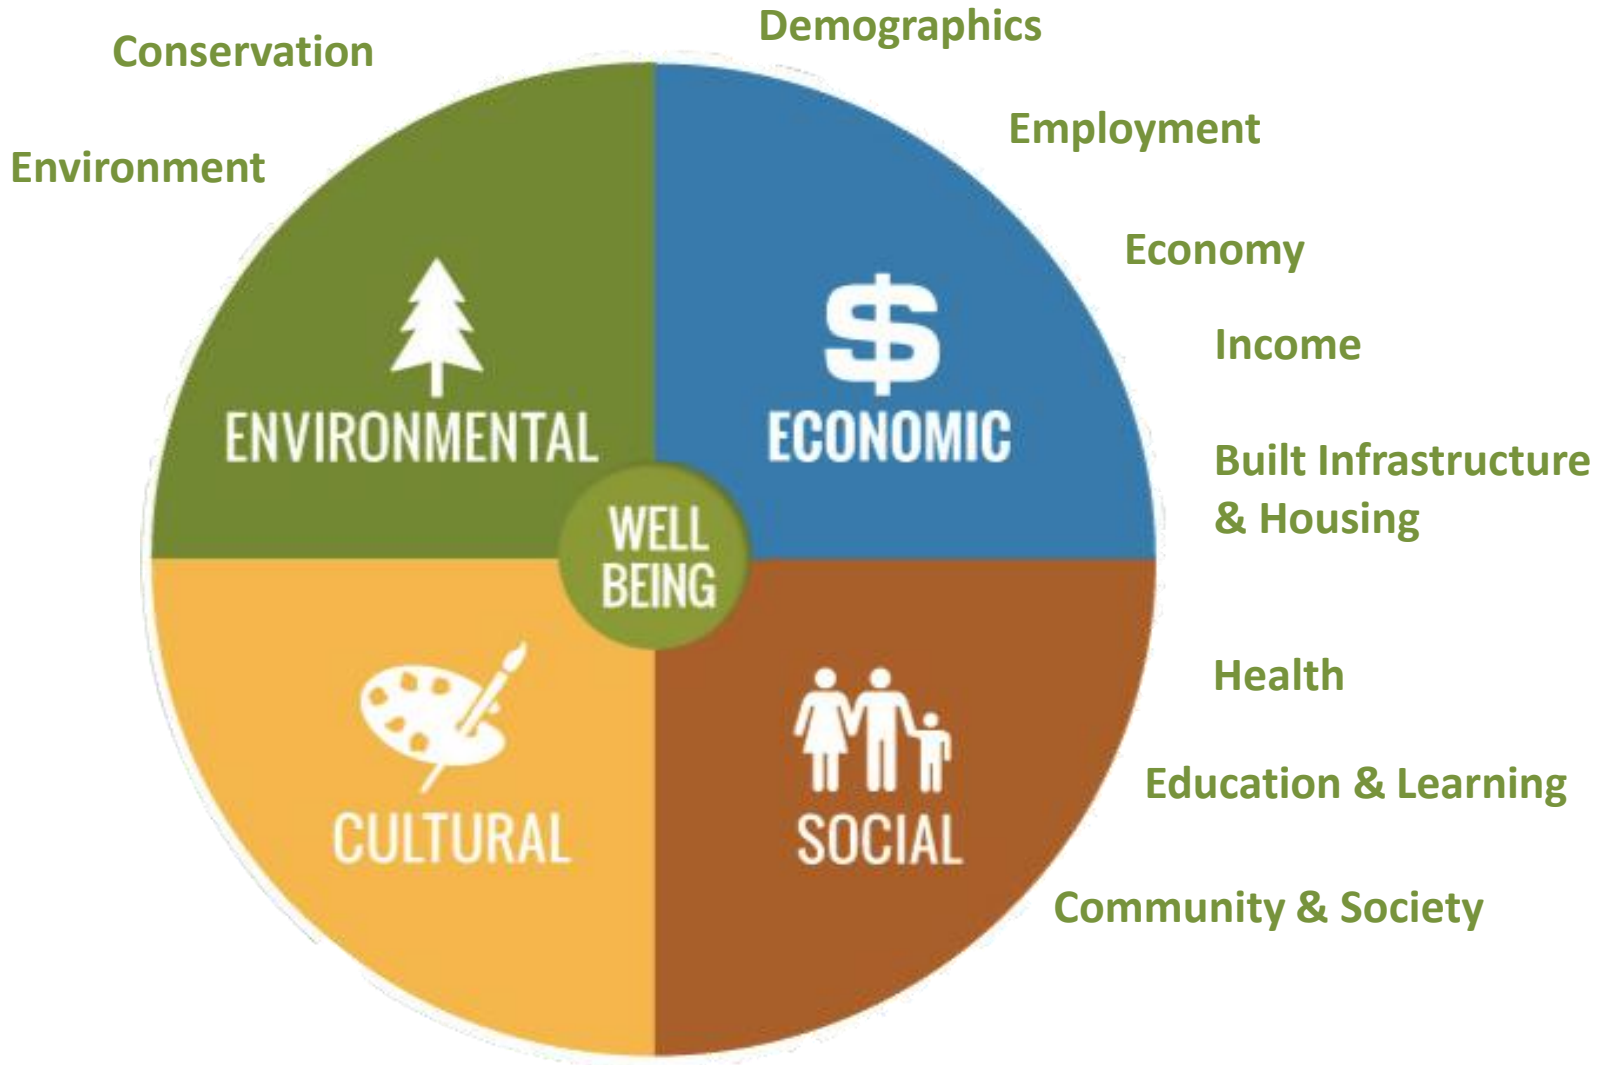 Conservation
Environment
Demographics
Employment
Economy
Income
Built Infrastructure
& Housing
Health
Education & Learning
Community & Society
ENVIRONMENTAL
$
ECONOMIC
WELL
BEING
CULTURAL
SOCIAL